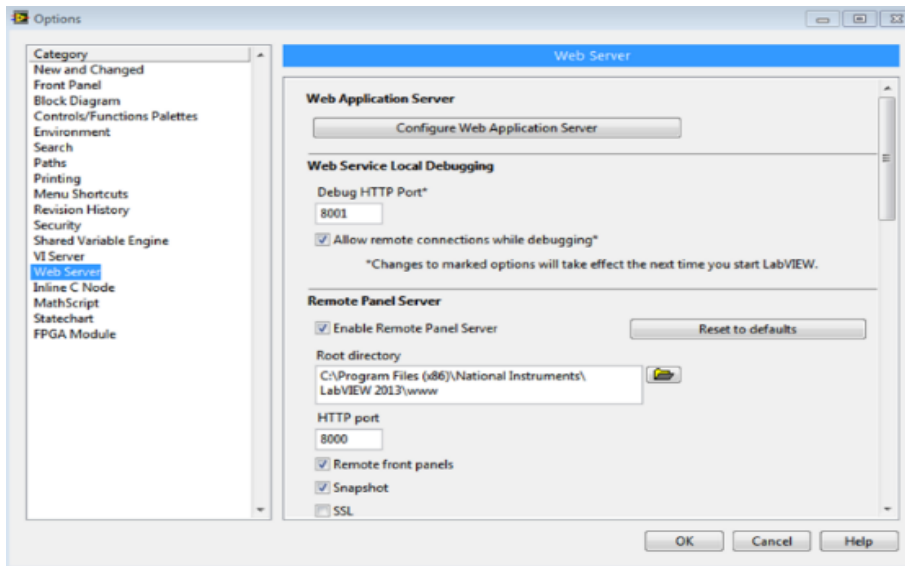 Options
Category
New and Changed
Front Panel
Block Diagram
Controls/Functions Palettes
Environment
Search
Paths
Printing
Menu Shortcuts
Revision History
Security
Shared Variable Engine
VI Server
Web Server
Inline C Node
MathScript
Statechart
FPGA Module
Web Server
Web Application Server
Configure Web Application Server
Web Service Local Debugging
Debug HTTP Port*
8001
Allow remote connections while debugging*
*Changes to marked options will take effect the next time you start LabVIEW.
Remote Panel Server
Enable Remote Panel Server
Reset to defaults
Root directory
C:\Program Files (x86)\National Instruments\
LabVIEW 2013\www
HTTP port
8000
Remote front panels
Snapshot
SSL
OK
Cancel
Help